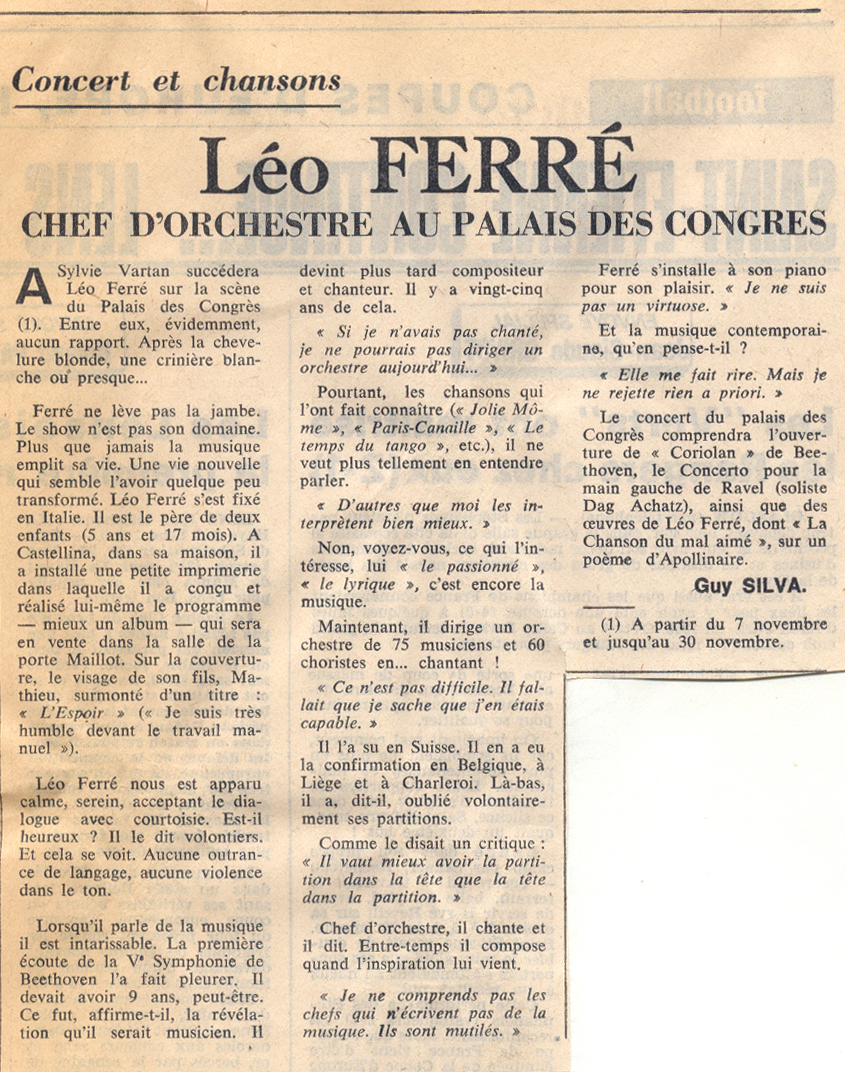 Concert et chansons
Léo FERRÉ
CHEF D'ORCHESTRE AU PALAIS DES CONGRES
A Sylvie Vartan succédera
Léo Ferré sur la scène
du Palais des Congrès
(1). Entre eux, évidemment,
aucun rapport. Après la cheve-
lure blonde, une crinière blan-
che ou presque...
Ferré ne lève pas la jambe.
Le show n'est pas son domaine.
Plus que jamais la musique
emplit sa vie. Une vie nouvelle
qui semble l'avoir quelque peu
transformé. Léo Ferré s'est fixé
en Italie. Il est le père de deux
enfants (5 ans et 17 mois). A
Castellina, dans sa maison, il
a installé une petite imprimerie
dans laquelle il a conçu et
réalisé lui-même le programme
— mieux un album — qui sera
en vente dans la salle de la
porte Maillot. Sur la couvertu-
re, le visage de son fils, Ma-
thieu, surmonté d'un titre :
« L'Espoir » (« Je suis très
humble devant le travail ma-
nuel »).
Léo Ferré nous est apparu
calme, serein, acceptant le dia-
logue avec courtoisie. Est-il
heureux ? Il le dit volontiers.
Et cela se voit. Aucune outran-
ce de langage, aucune violence
dans le ton.
Lorsqu'il parle de la musique
il est intarissable. La première
écoute de la Ve Symphonie de
Beethoven l'a fait pleurer. Il
devait avoir 9 ans, peut-être.
Ce fut, affirme-t-il, la révéla-
tion qu'il serait musicien. Il
devint plus tard compositeur
et chanteur. Il y a vingt-cinq
ans de cela.
« Si je n'avais pas chanté,
je ne pourrais pas diriger un
orchestre aujourd'hui... »
Pourtant, les chansons qui
l'ont fait connaître (« Jolie Mô-
me », « Paris-Canaille », « Le
temps du tango », etc.), il ne
veut plus tellement en entendre
parler.
« D'autres que moi les in-
terprètent bien mieux. »
Non, voyez-vous, ce qui l'in-
téresse, lui « le passionné »,
« le lyrique », c'est encore la
musique.
Maintenant, il dirige un or-
chestre de 75 musiciens et 60
choristes en... chantant !
« Ce n'est pas difficile. Il fal-
lait que je sache que j'en étais
capable. »
Il l'a su en Suisse. Il en a eu
la confirmation en Belgique, à
Liège et à Charleroi. Là-bas,
il a, dit-il, oublié volontaire-
ment ses partitions.
Comme le disait un critique :
« Il vaut mieux avoir la parti-
tion dans la tête que la tête
dans la partition. »
Chef d'orchestre, il chante et
il dit. Entre-temps il compose
quand l'inspiration lui vient.
« Je ne comprends pas les
chefs qui n'écrivent pas de la
musique. Ils sont mutilés. »
Ferré s'installe à son piano
pour son plaisir. « Je ne suis
pas un virtuose. »
Et la musique contemporai-
ne, qu'en pense-t-il ?
« Elle me fait rire. Mais je
ne rejette rien a priori. »
Le concert du palais des
Congrès comprendra l'ouver-
ture de « Coriolan » de Bee-
thoven, le Concerto pour la
main gauche de Ravel (soliste
Dag Achatz), ainsi que des
œuvres de Léo Ferré, dont « La
Chanson du mal aimé », sur un
poème d'Apollinaire.
Guy SILVA.
(1) A partir du 7 novembre
et jusqu'au 30 novembre.